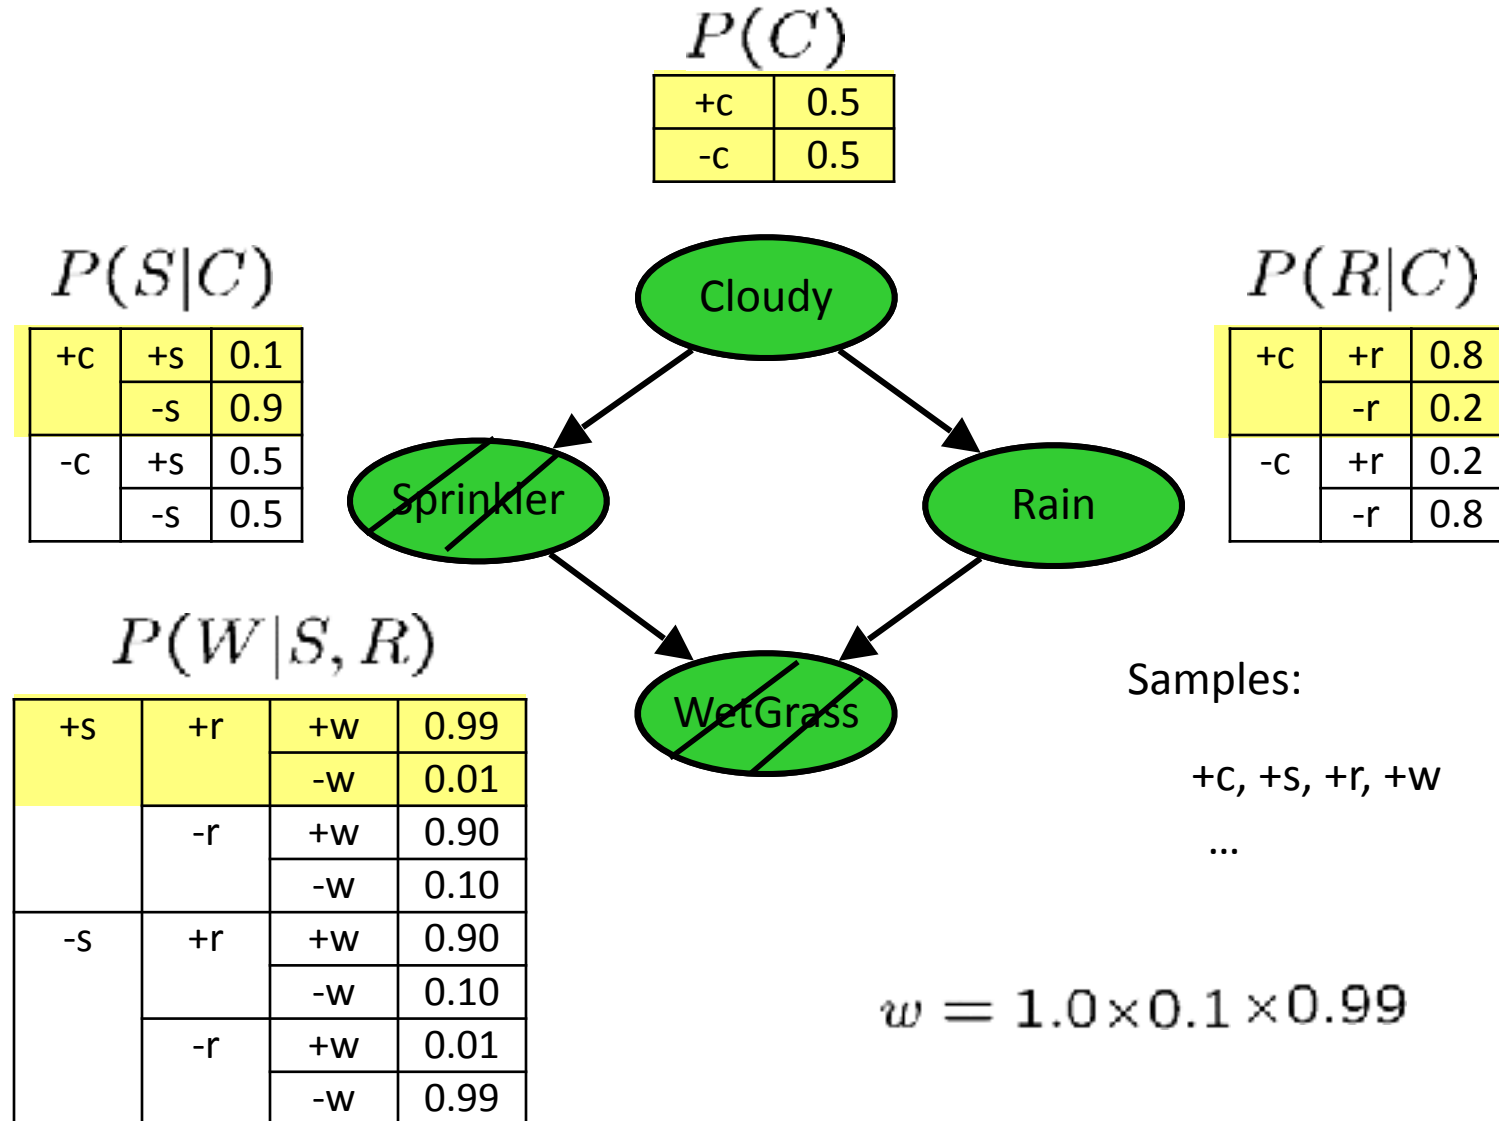 P(C)
+c 0.5
-c 0.5
P(S|C)
+c +s 0.1
-s 0.9
-c +s 0.5
-s 0.5
Cloudy
P(R|C)
+c +r 0.8
-r 0.2
-c +r 0.2
-r 0.8
Sprinkler
Rain
P(W|S, R)
+s +r +w 0.99
-w 0.01
-r +w 0.90
-w 0.10
-s +r +w 0.90
-w 0.10
-r +w 0.01
-w 0.99
WetGrass
Samples:
+c, +s, +r, +w
...
w = 1.0×0.1×0.99